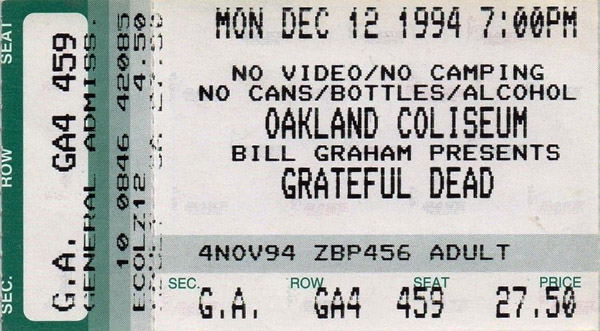 MON DEC 12 1994 7:00PM
NO VIDEO/NO CAMPING
NO CANS/BOTTLES/ALCOHOL
OAKLAND COLISEUM
BILL GRAHAM PRESENTS
GRATEFUL DEAD
4NOV94 ZBP456 ADULT
SEC. ROW SEAT PRICE
G.A. GA4 459 27.50
SEC. ROW SEAT
G.A. GA4 459
GENERAL ADMISS.
10 0846 42085
ECOLZ12 4.50